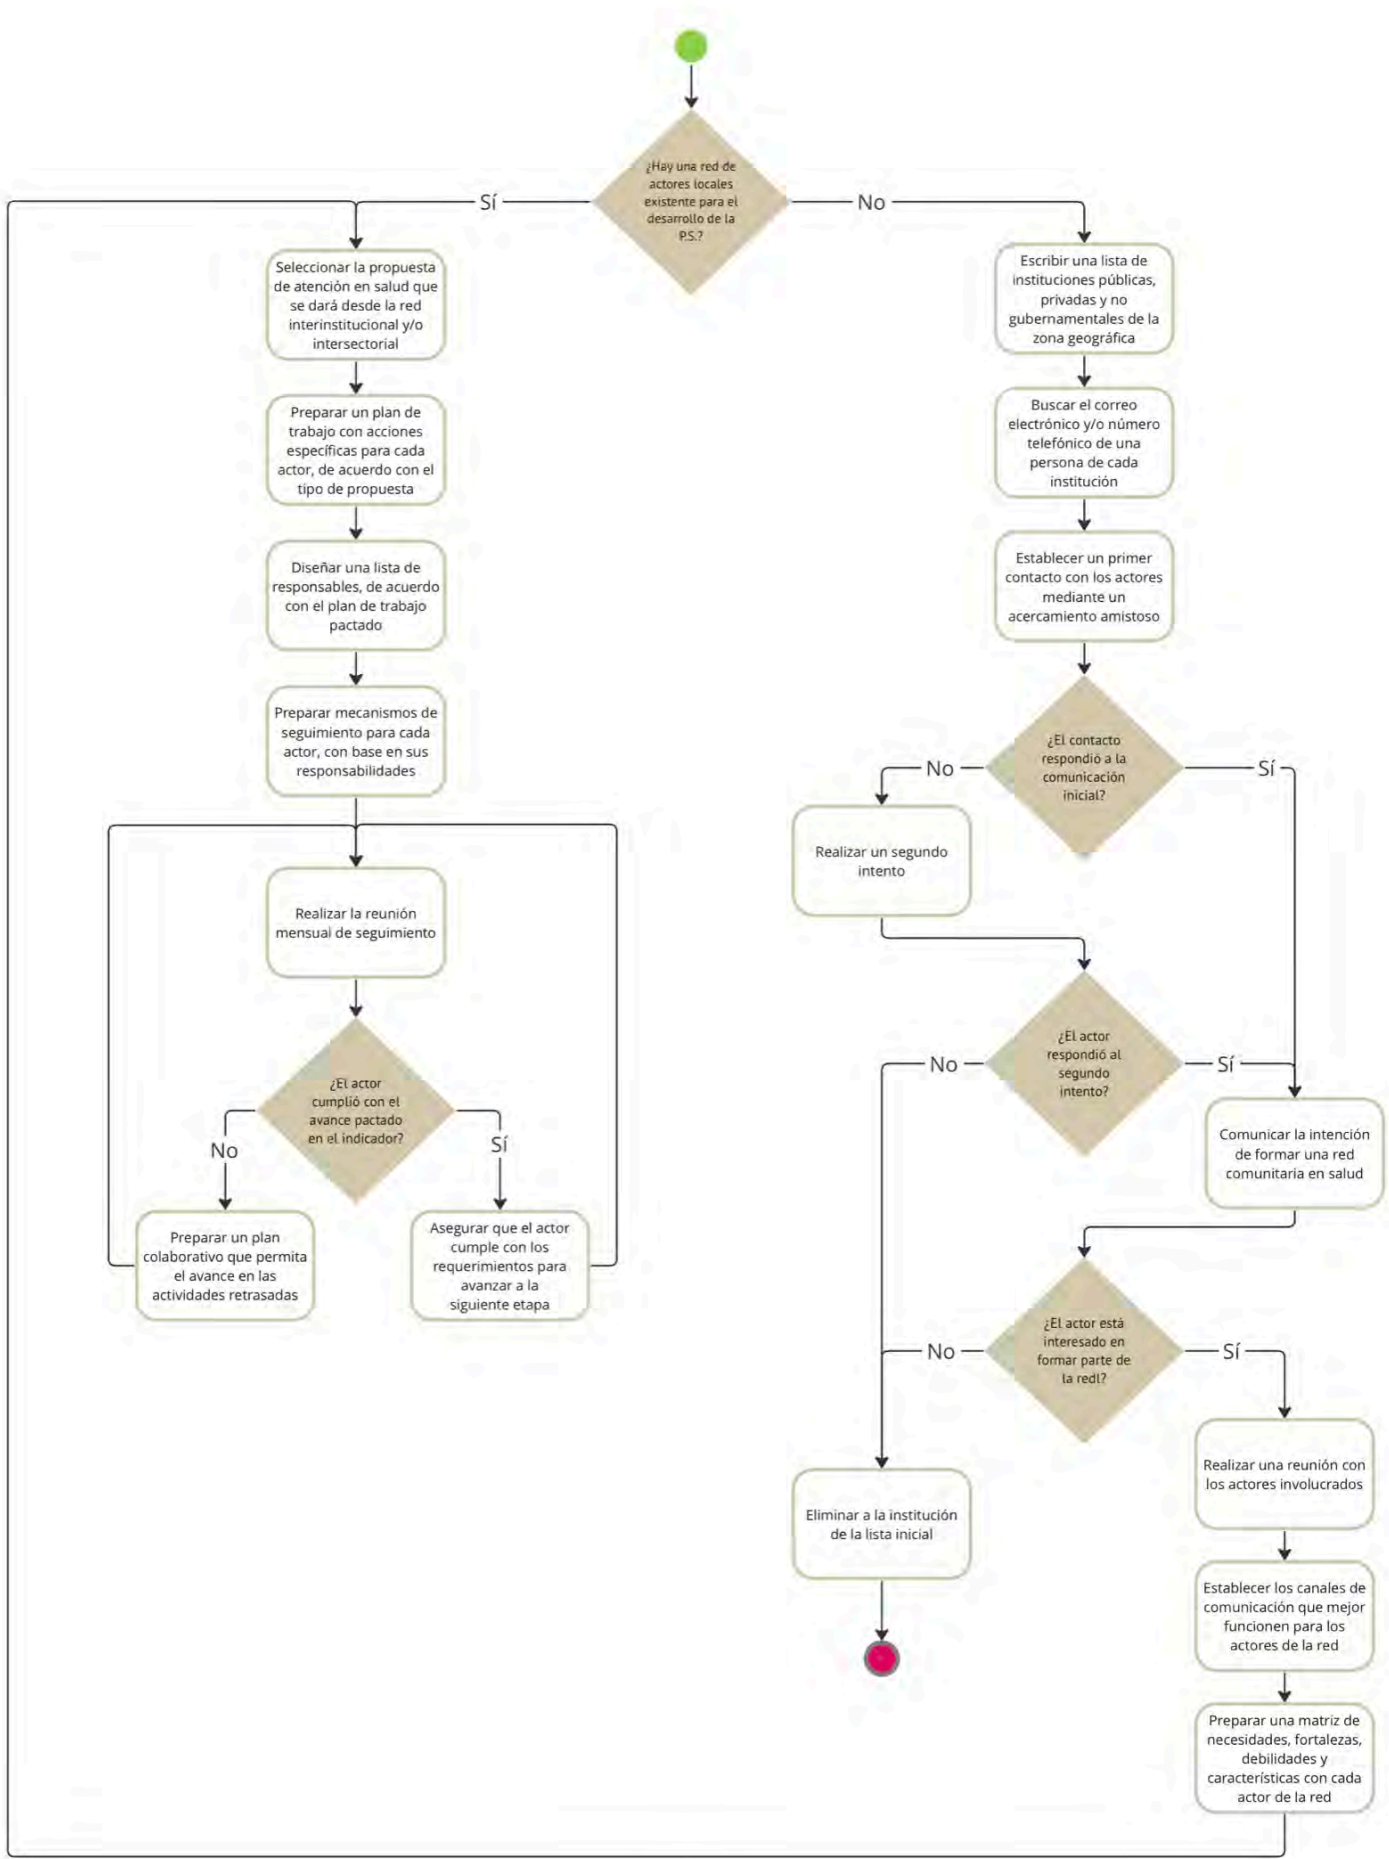 ¿Hay una red de
actores locales
existente para el
desarrollo de la
P.S.?
Sí
No
Seleccionar la propuesta
de atención en salud que
se dará desde la red
interinstitucional y/o
intersectorial
Preparar un plan de
trabajo con acciones
específicas para cada
actor, de acuerdo con el
tipo de propuesta
Diseñar una lista de
responsables, de acuerdo
con el plan de trabajo
pactado
Preparar mecanismos de
seguimiento para cada
actor, con base en sus
responsabilidades
Realizar la reunión
mensual de seguimiento
¿El actor
cumplió con el
avance pactado
en el indicador?
No
Sí
Preparar un plan
colaborativo que permita
el avance en las
actividades retrasadas
Asegurar que el actor
cumple con los
requerimientos para
avanzar a la
siguiente etapa
Escribir una lista de
instituciones públicas,
privadas y no
gubernamentales de la
zona geográfica
Buscar el correo
electrónico y/o número
telefónico de una
persona de cada
institución
Establecer un primer
contacto con los actores
mediante un
acercamiento amistoso
¿El contacto
respondió a la
comunicación
inicial?
No
Sí
Realizar un segundo
intento
¿El actor
respondió al
segundo
intento?
No
Sí
Comunicar la intención
de formar una red
comunitaria en salud
¿El actor está
interesado en
formar parte de
la redl?
No
Sí
Eliminar a la institución
de la lista inicial
Realizar una reunión con
los actores involucrados
Establecer los canales de
comunicación que mejor
funcionen para los
actores de la red
Preparar una matriz de
necesidades, fortalezas,
debilidades y
características con cada
actor de la red